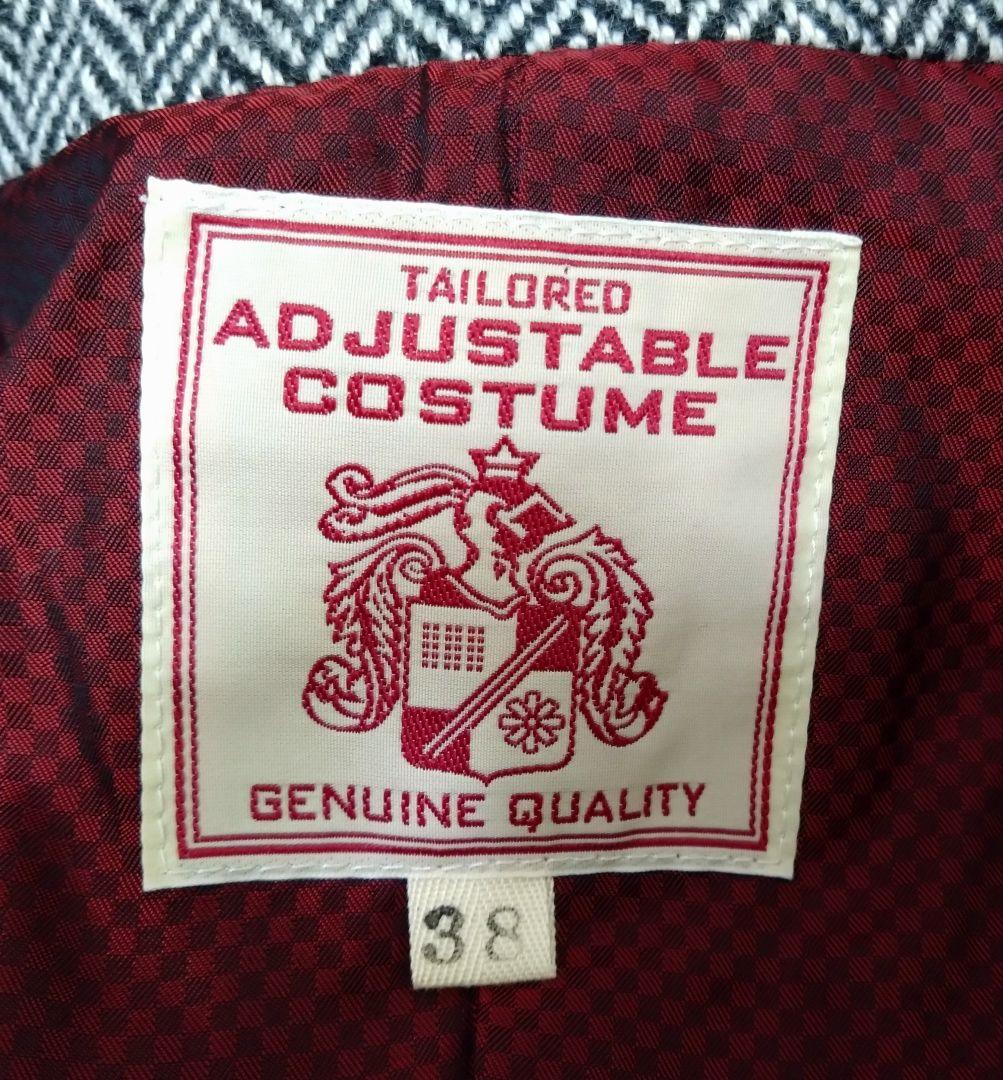 TAILORED
ADJUSTABLE
COSTUME
GENUINE QUALITY
38